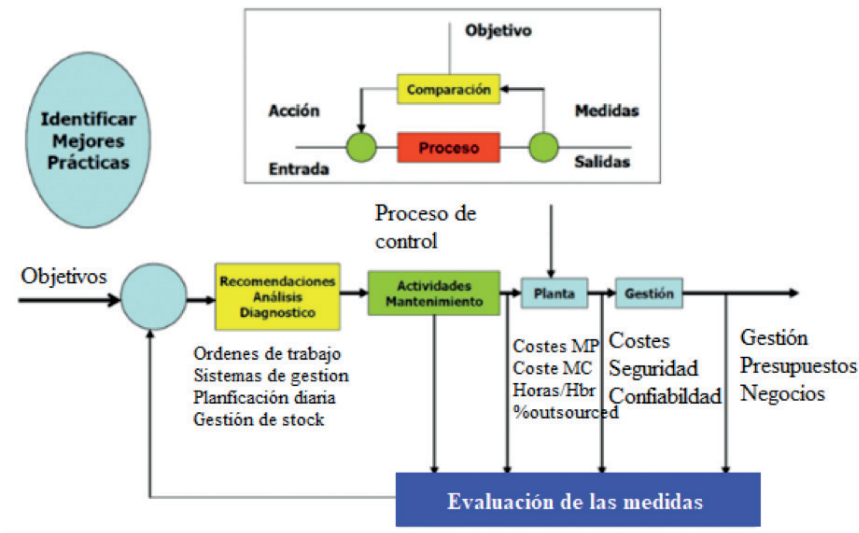 Objetivo
Identificar
Mejores
Prácticas
Comparación
Acción
Medidas
Proceso
Entrada
Salidas
Proceso de
control
Objetivos
Recomendaciones
Análisis
Diagnostico
Actividades
Mantenimiento
Planta
Gestión
Ordenes de trabajo
Sistemas de gestion
Planficación diaria
Gestión de stock
Costes MP
Coste MC
Horas/Hbr
%outsourced
Costes
Seguridad
Confiabildad
Gestión
Presupuestos
Negocios
Evaluación de las medidas